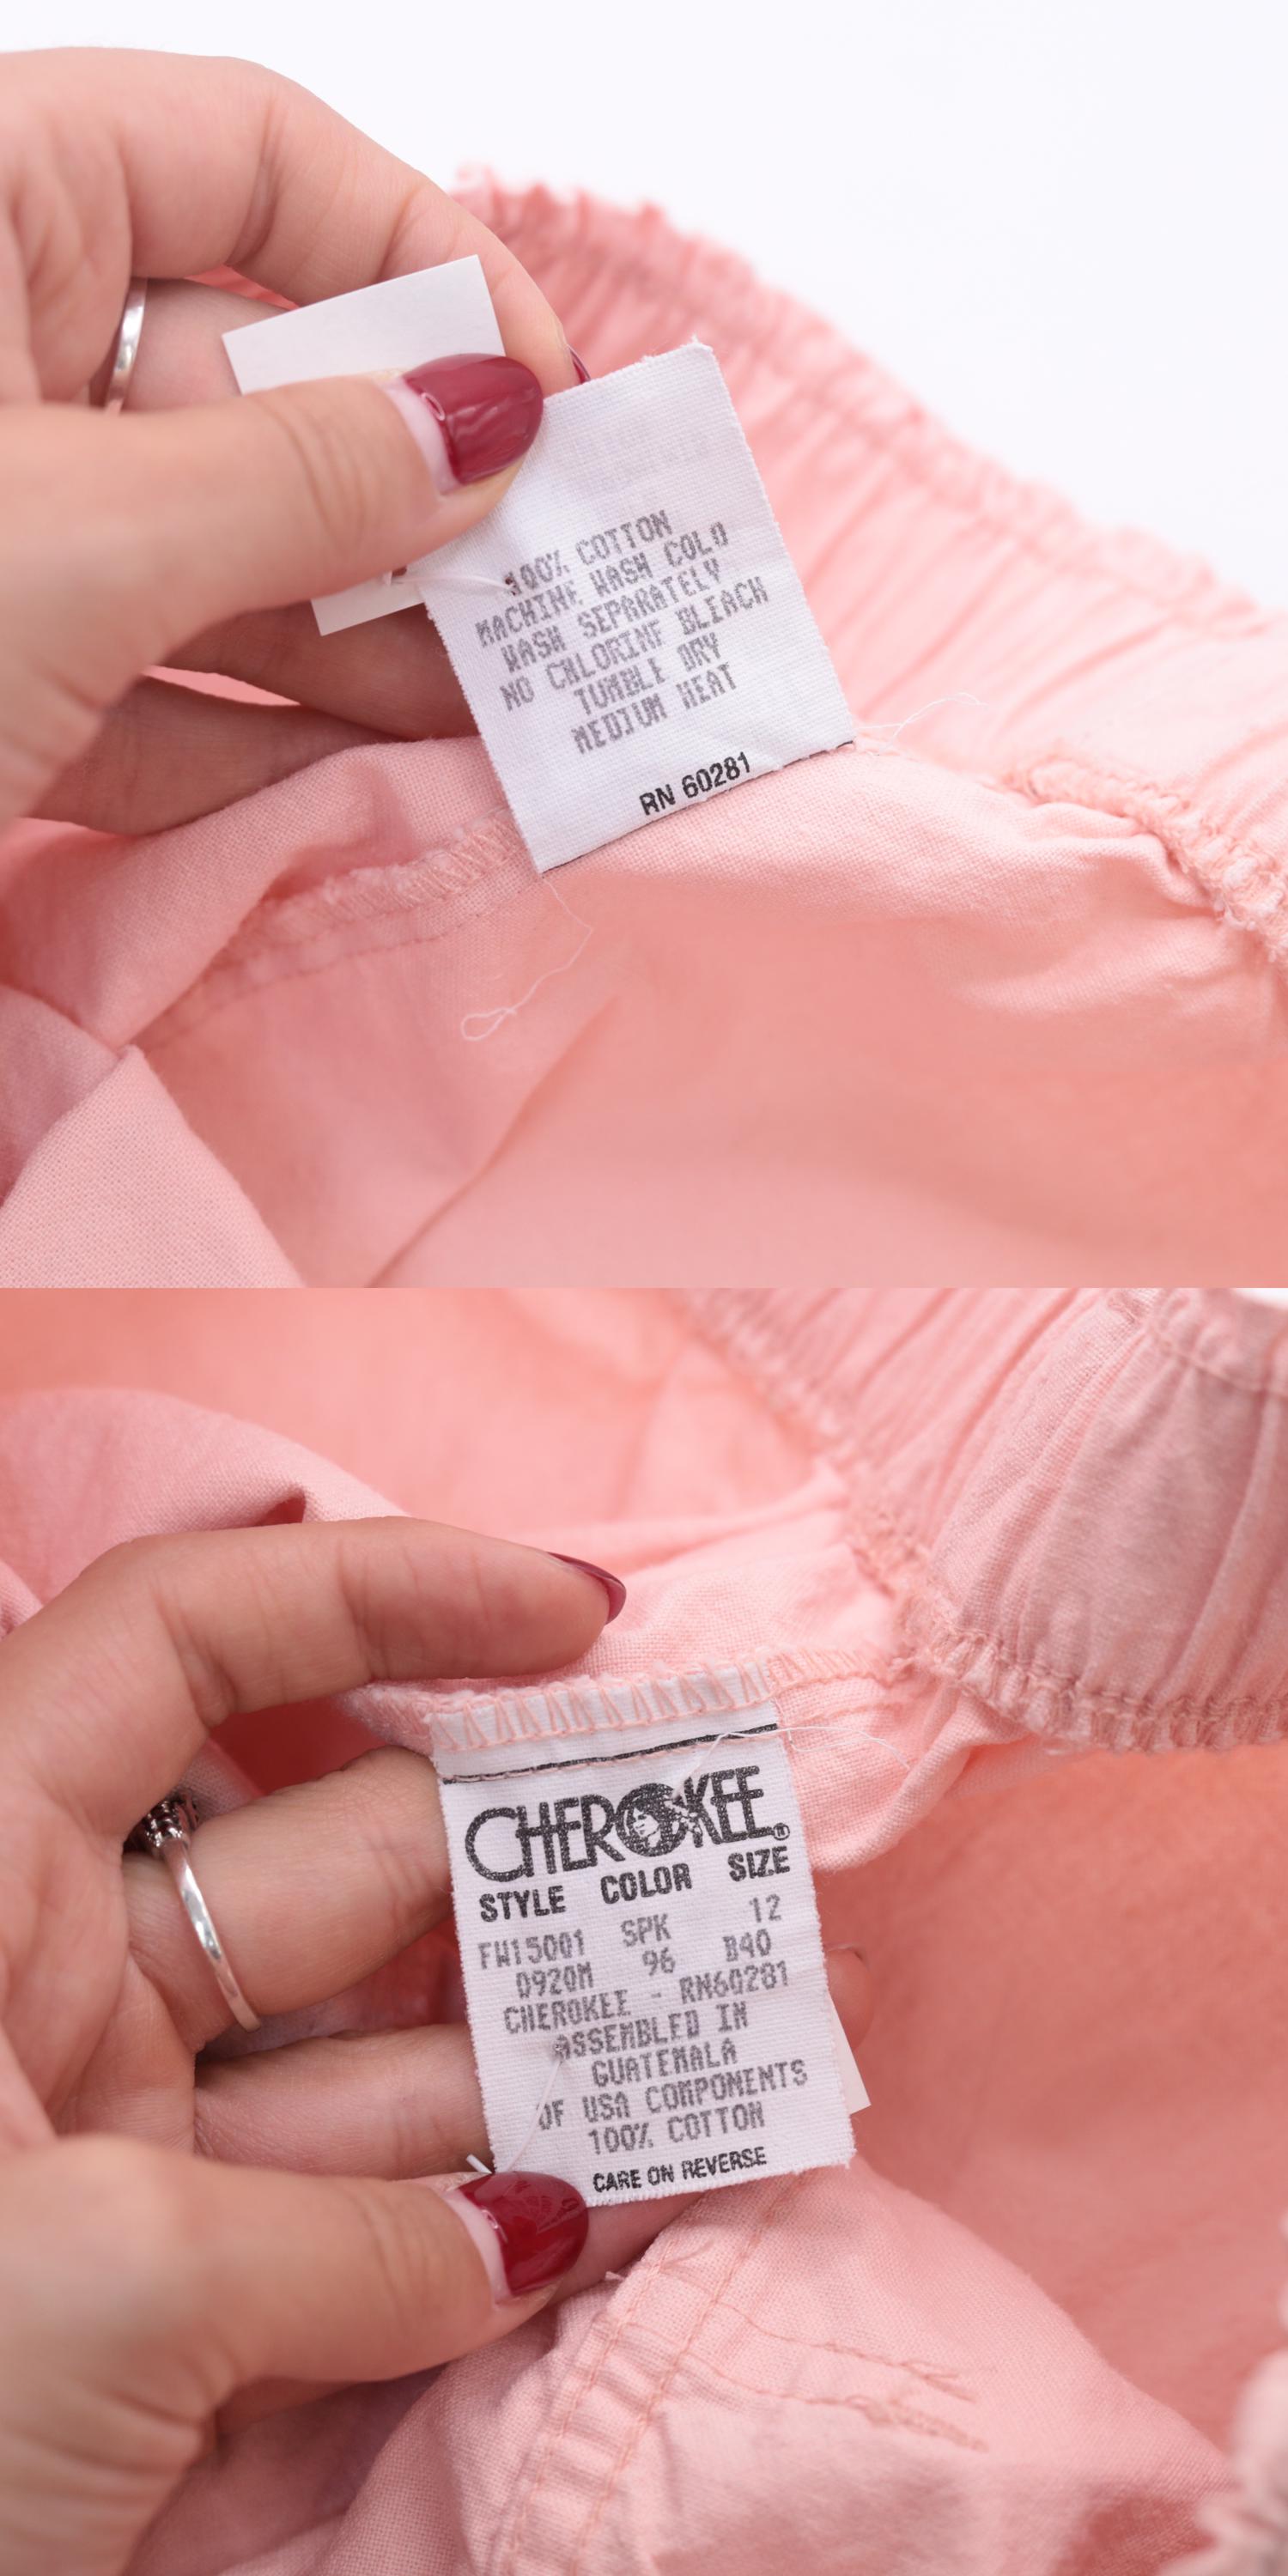 100% COTTON
MACHINE WASH COLD
WASH SEPARATELY
NO CHLORINE BLEACH
TUMBLE DRY
MEDIUM HEAT
RN 60281
CHEROKEE®
STYLE COLOR SIZE
FW15001 SPK 12
D920M 96 B40
CHEROKEE - RN60281
ASSEMBLED IN
GUATEMALA
OF USA COMPONENTS
100% COTTON
CARE ON REVERSE